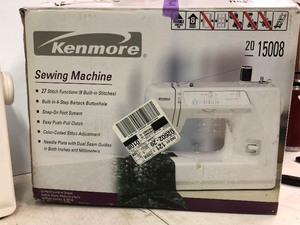 Kenmore
20 15008
Sewing Machine
• 27 Stitch Functions (8 Built-in Stitches)
• Built-in 4-Step Bartack Buttonhole
• Snap-On Foot System
• Easy Push-Pull Clutch
• Color-Coded Stitch Adjustment
• Needle Plate with Dual Seam Guides
in Both Inches and Millimeters